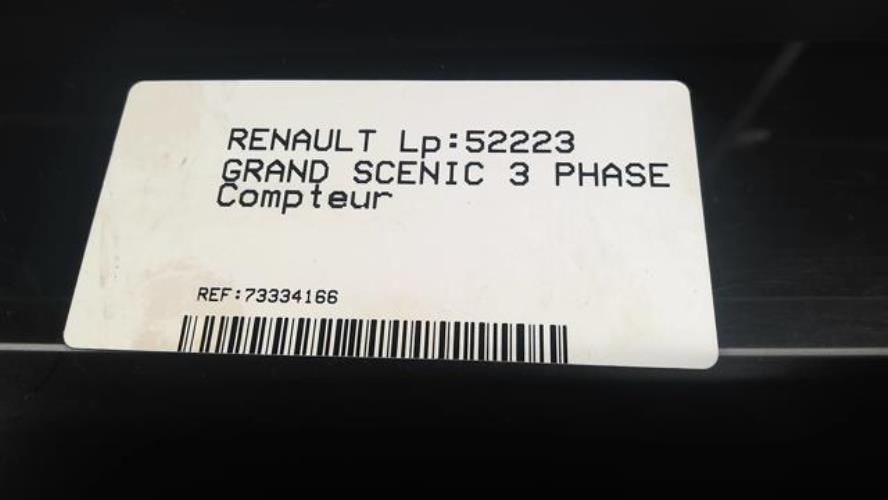 RENAULT Lp:52223
GRAND SCENIC 3 PHASE
Compteur
REF:73334166